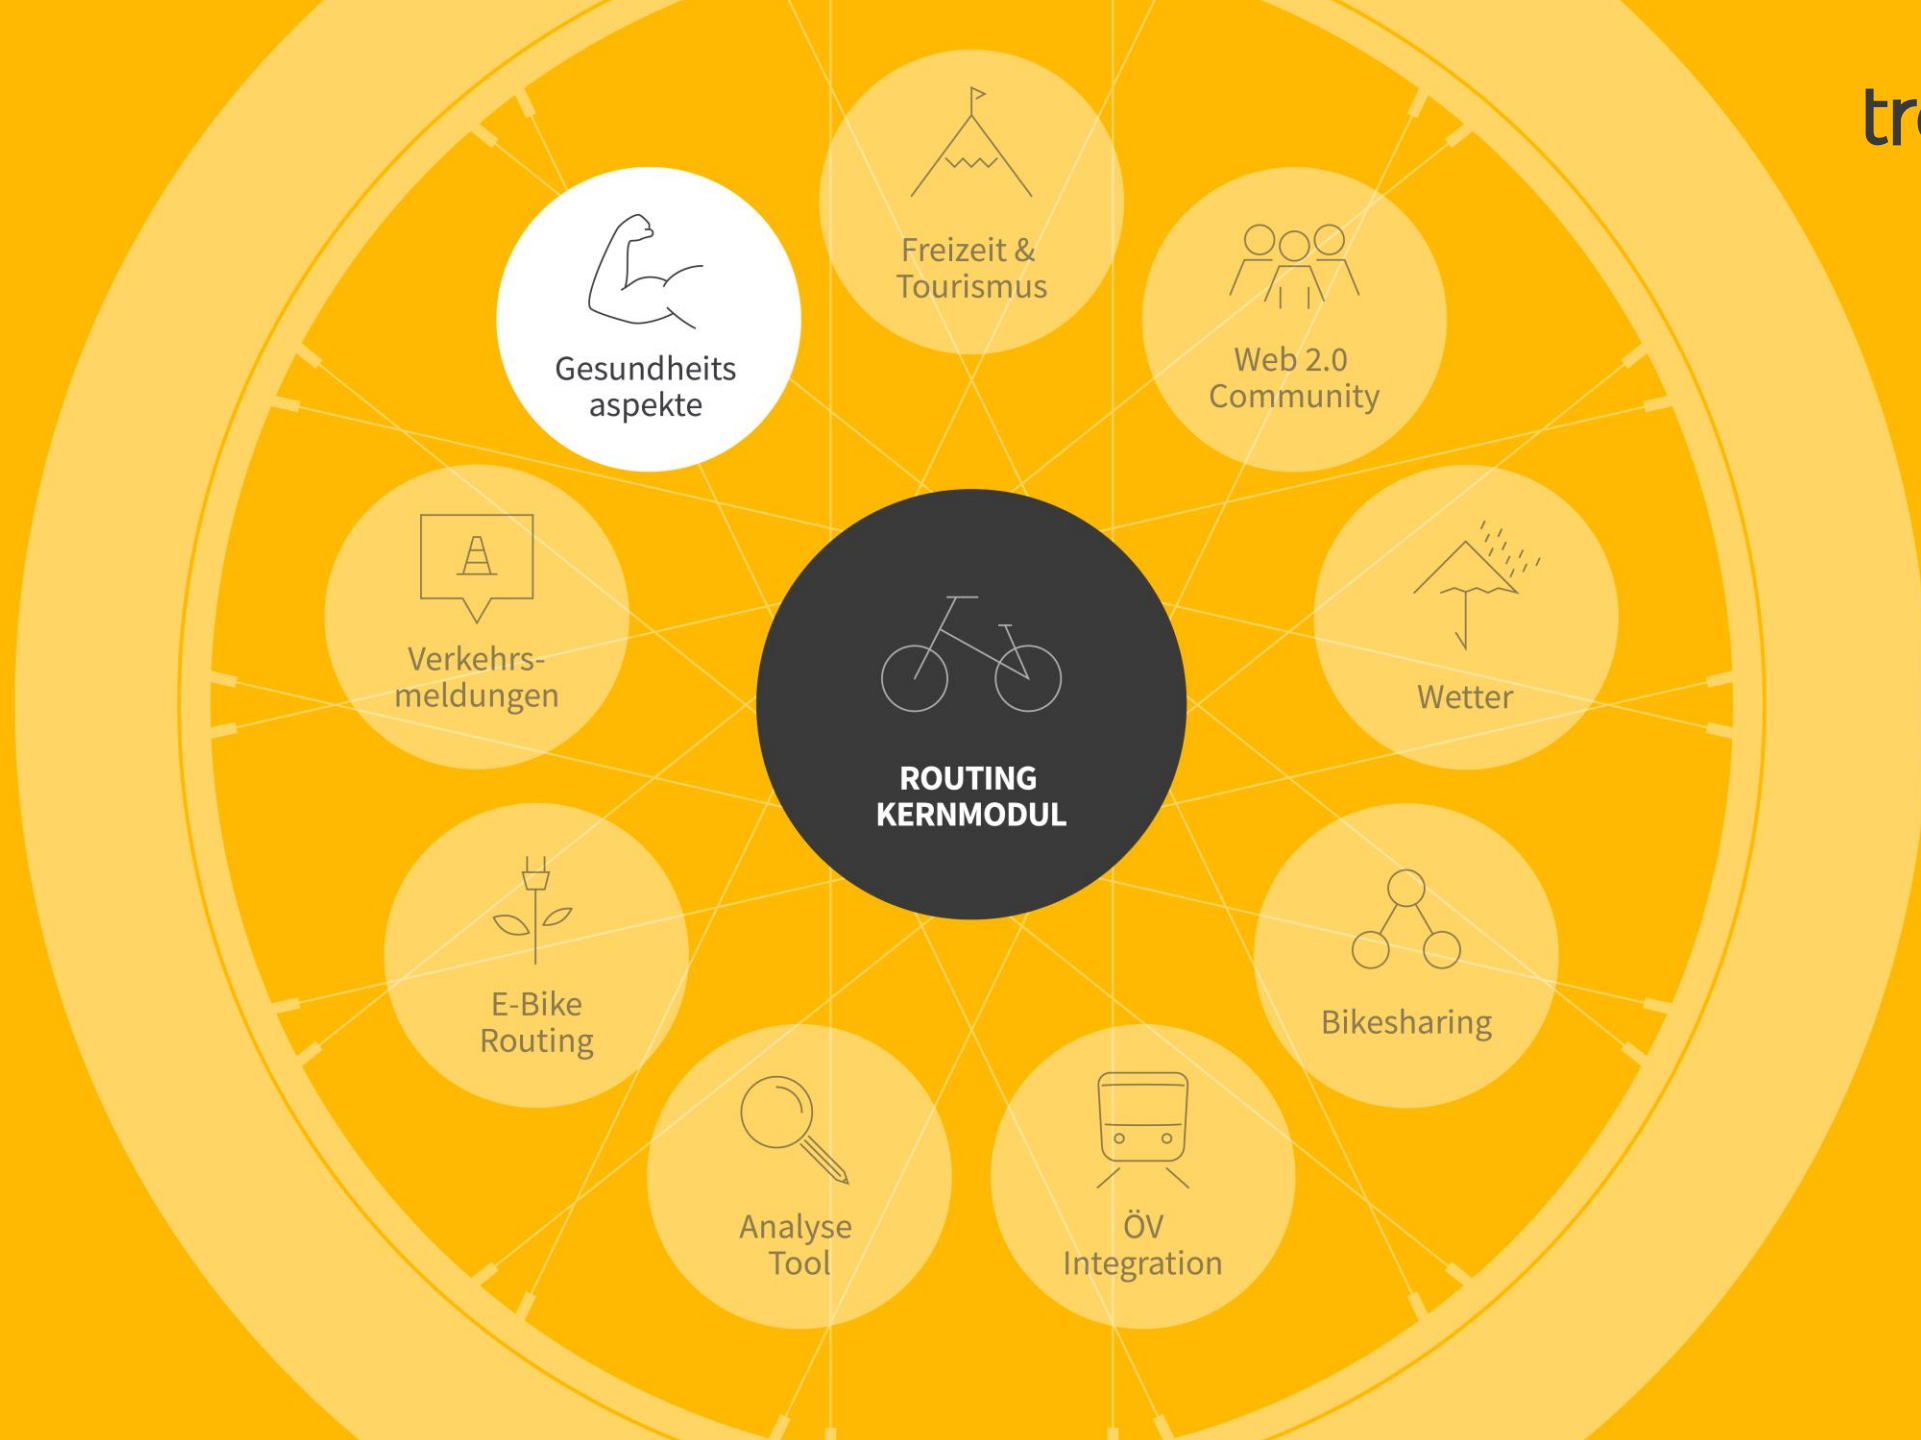 Freizeit &
Tourismus
Gesundheits
aspekte
Web 2.0
Community
Verkehrs-
meldungen
Wetter
ROUTING
KERNMODUL
E-Bike
Routing
Bikesharing
Analyse
Tool
ÖV
Integration